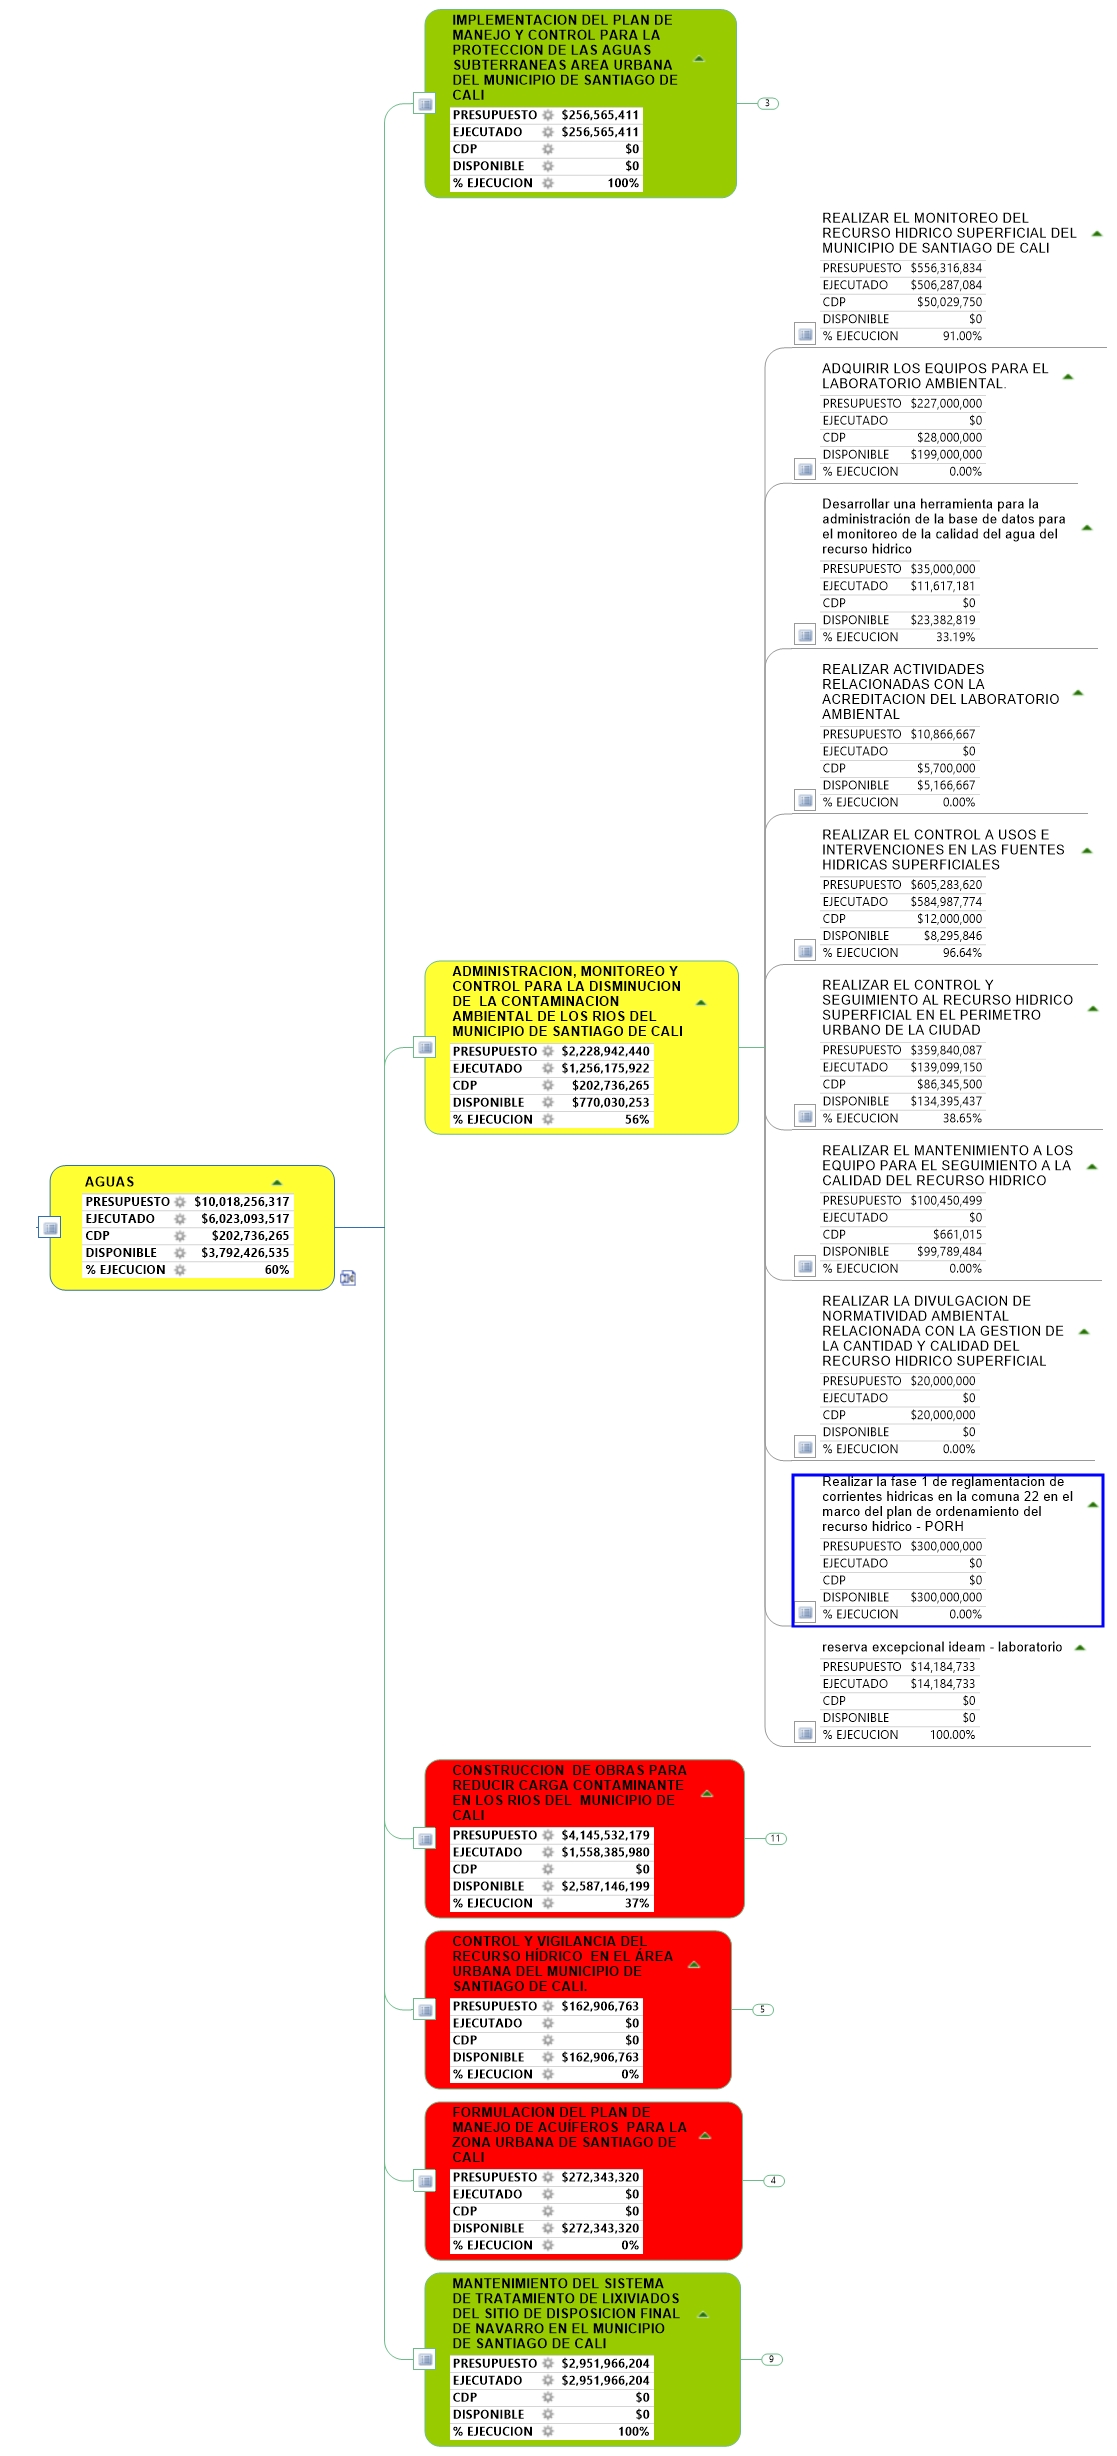 IMPLEMENTACION DEL PLAN DE
MANEJO Y CONTROL PARA LA
PROTECCION DE LAS AGUAS
SUBTERRANEAS AREA URBANA
DEL MUNICIPIO DE SANTIAGO DE
CALI
PRESUPUESTO $256,565,411
EJECUTADO $256,565,411
CDP $0
DISPONIBLE $0
% EJECUCION 100%
3
REALIZAR EL MONITOREO DEL
RECURSO HIDRICO SUPERFICIAL DEL
MUNICIPIO DE SANTIAGO DE CALI
PRESUPUESTO $556,316,834
EJECUTADO $506,287,084
CDP $50,029,750
DISPONIBLE $0
% EJECUCION 91.00%
ADQUIRIR LOS EQUIPOS PARA EL
LABORATORIO AMBIENTAL.
PRESUPUESTO $227,000,000
EJECUTADO $0
CDP $28,000,000
DISPONIBLE $199,000,000
% EJECUCION 0.00%
Desarrollar una herramienta para la
administración de la base de datos para
el monitoreo de la calidad del agua del
recurso hidrico
PRESUPUESTO $35,000,000
EJECUTADO $11,617,181
CDP $0
DISPONIBLE $23,382,819
% EJECUCION 33.19%
REALIZAR ACTIVIDADES
RELACIONADAS CON LA
ACREDITACION DEL LABORATORIO
AMBIENTAL
PRESUPUESTO $10,866,667
EJECUTADO $0
CDP $5,700,000
DISPONIBLE $5,166,667
% EJECUCION 0.00%
REALIZAR EL CONTROL A USOS E
INTERVENCIONES EN LAS FUENTES
HIDRICAS SUPERFICIALES
PRESUPUESTO $605,283,620
EJECUTADO $584,987,774
CDP $12,000,000
DISPONIBLE $8,295,846
% EJECUCION 96.64%
ADMINISTRACION, MONITOREO Y
CONTROL PARA LA DISMINUCION
DE LA CONTAMINACION
AMBIENTAL DE LOS RIOS DEL
MUNICIPIO DE SANTIAGO DE CALI
PRESUPUESTO $2,228,942,440
EJECUTADO $1,256,175,922
CDP $202,736,265
DISPONIBLE $770,030,253
% EJECUCION 56%
REALIZAR EL CONTROL Y
SEGUIMIENTO AL RECURSO HIDRICO
SUPERFICIAL EN EL PERIMETRO
URBANO DE LA CIUDAD
PRESUPUESTO $359,840,087
EJECUTADO $139,099,150
CDP $86,345,500
DISPONIBLE $134,395,437
% EJECUCION 38.65%
AGUAS
PRESUPUESTO $10,018,256,317
EJECUTADO $6,023,093,517
CDP $202,736,265
DISPONIBLE $3,792,426,535
% EJECUCION 60%
REALIZAR EL MANTENIMIENTO A LOS
EQUIPO PARA EL SEGUIMIENTO A LA
CALIDAD DEL RECURSO HIDRICO
PRESUPUESTO $100,450,499
EJECUTADO $0
CDP $661,015
DISPONIBLE $99,789,484
% EJECUCION 0.00%
REALIZAR LA DIVULGACION DE
NORMATIVIDAD AMBIENTAL
RELACIONADA CON LA GESTION DE
LA CANTIDAD Y CALIDAD DEL
RECURSO HIDRICO SUPERFICIAL
PRESUPUESTO $20,000,000
EJECUTADO $0
CDP $20,000,000
DISPONIBLE $0
% EJECUCION 0.00%
Realizar la fase 1 de reglamentacion de
corrientes hidricas en la comuna 22 en el
marco del plan de ordenamiento del
recurso hidrico - PORH
PRESUPUESTO $300,000,000
EJECUTADO $0
CDP $0
DISPONIBLE $300,000,000
% EJECUCION 0.00%
reserva excepcional ideam - laboratorio
PRESUPUESTO $14,184,733
EJECUTADO $14,184,733
CDP $0
DISPONIBLE $0
% EJECUCION 100.00%
CONSTRUCCION DE OBRAS PARA
REDUCIR CARGA CONTAMINANTE
EN LOS RIOS DEL MUNICIPIO DE
CALI
PRESUPUESTO $4,145,532,179
EJECUTADO $1,558,385,980
CDP $0
DISPONIBLE $2,587,146,199
% EJECUCION 37%
11
CONTROL Y VIGILANCIA DEL
RECURSO HÍDRICO EN EL ÁREA
URBANA DEL MUNICIPIO DE
SANTIAGO DE CALI.
PRESUPUESTO $162,906,763
EJECUTADO $0
CDP $0
DISPONIBLE $162,906,763
% EJECUCION 0%
5
FORMULACION DEL PLAN DE
MANEJO DE ACUIFEROS PARA LA
ZONA URBANA DE SANTIAGO DE
CALI
PRESUPUESTO $272,343,320
EJECUTADO $0
CDP $0
DISPONIBLE $272,343,320
% EJECUCION 0%
4
MANTENIMIENTO DEL SISTEMA
DE TRATAMIENTO DE LIXIVIADOS
DEL SITIO DE DISPOSICION FINAL
DE NAVARRO EN EL MUNICIPIO
DE SANTIAGO DE CALI
PRESUPUESTO $2,951,966,204
EJECUTADO $2,951,966,204
CDP $0
DISPONIBLE $0
% EJECUCION 100%
9